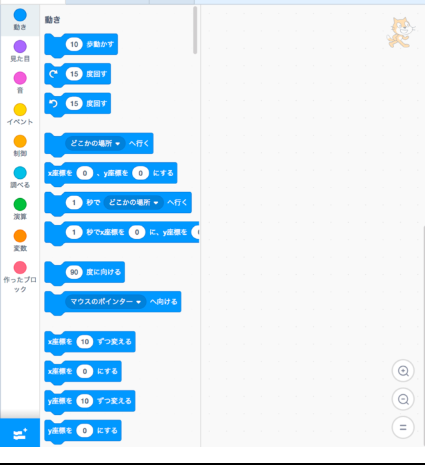 動き
見た目
音
イベント
制御
調べる
演算
変数
作ったブロ
ック
動き
10 歩動かす
15 度回す
15 度回す
どこかの場所 へ行く
x座標を 0 、y座標を 0 にする
1 秒で どこかの場所 へ行く
1 秒でx座標を 0 に、y座標を
90 度に向ける
マウスのポインター へ向ける
x座標を 10 ずつ変える
x座標を 0 にする
y座標を 10 ずつ変える
y座標を 0 にする